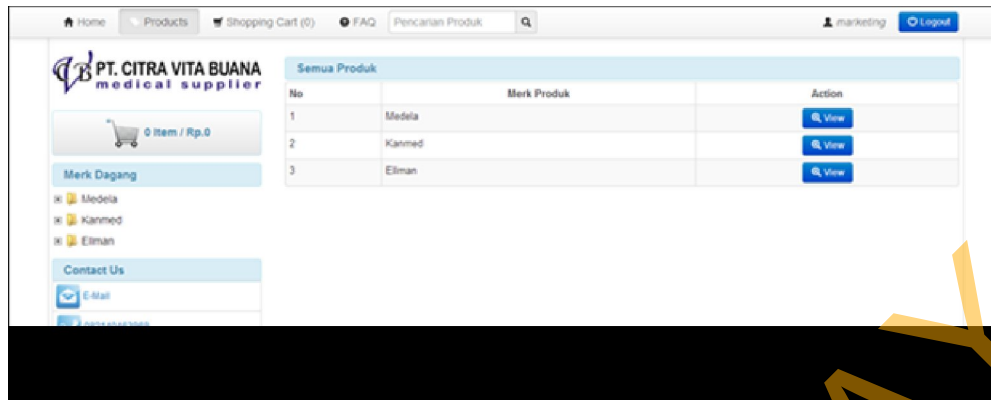 Home Products Shopping Cart (0) FAQ Pencarian Produk marketing Logout
PT. CITRA VITA BUANA
medical supplier
0 Item / Rp.0
Merk Dagang
Medela
Kanmed
Ellman
Contact Us
E-Mail
Semua Produk
No Merk Produk Action
1 Medela View
2 Kanmed View
3 Ellman View